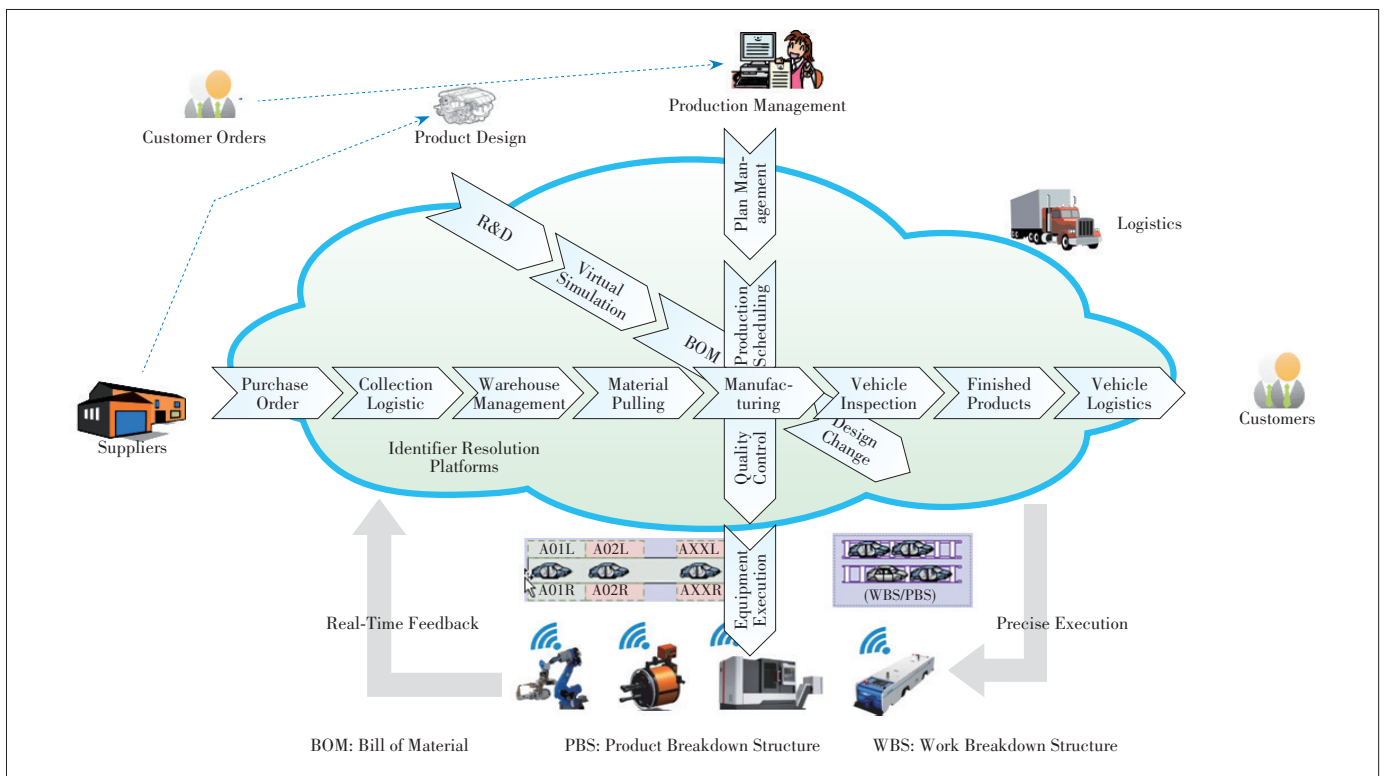 Production Management
Customer Orders
Product Design
Plan Man-
agement
Logistics
R&D
Virtual
Simulation
BOM
Production
Scheduling
Purchase
Order
Collection
Logistic
Warehouse
Management
Material
Pulling
Manufac-
turing
Vehicle
Inspection
Finished
Products
Vehicle
Logistics
Suppliers
Customers
Identifier Resolution
Platforms
Quality
Control
Design
Change
A01L
A02L
AXXL
A01R
A02R
AXXR
Equipment
Execution
(WBS/PBS)
Real-Time Feedback
Precise Execution
BOM: Bill of Material
PBS: Product Breakdown Structure
WBS: Work Breakdown Structure